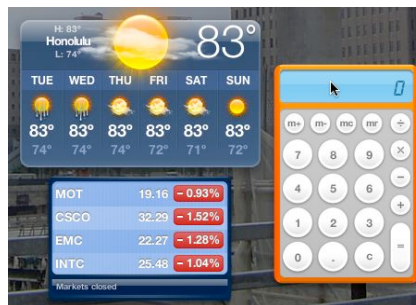 H: 83°
Honolulu
L: 74°
83°
TUE WED THU FRI SAT SUN
83° 83° 83° 83° 83° 83°
74° 74° 74° 72° 71° 72°
MOT 19.16 − 0.93%
CSCO 32.29 − 1.52%
EMC 22.27 − 1.28%
INTC 25.48 − 1.04%
Markets closed
0
m+ m- mc mr ÷
7 8 9 ×
4 5 6 −
+
1 2 3
0 . c =